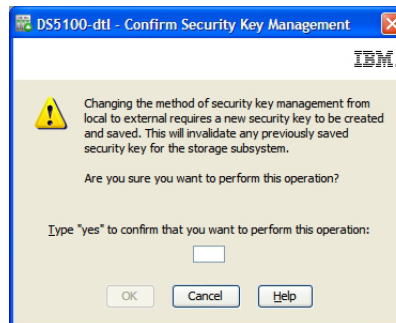 DS5100-dtl - Confirm Security Key Management
IBM.
Changing the method of security key management from
local to external requires a new security key to be created
and saved. This will invalidate any previously saved
security key for the storage subsystem.
Are you sure you want to perform this operation?
Type "yes" to confirm that you want to perform this operation:
OK Cancel Help